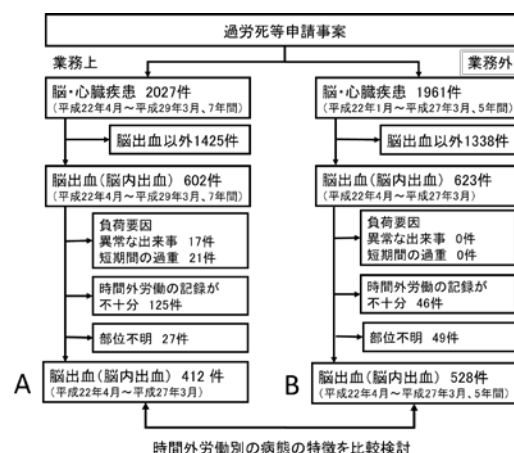 過労死等申請事案
業務上
業務外
脳・心臓疾患 2027件
(平成22年4月～平成29年3月、7年間)
脳出血以外1425件
脳出血(脳内出血) 602件
(平成22年4月～平成29年3月、7年間)
負荷要因
異常な出来事 17件
短期間の過重 21件
時間外労働の記録が
不十分 125件
部位不明 27件
A
脳出血(脳内出血) 412 件
(平成22年4月～平成27年3月)
脳・心臓疾患 1961件
(平成22年1月～平成27年3月、5年間)
脳出血以外1338件
脳出血(脳内出血) 623件
(平成22年4月～平成27年3月)
負荷要因
異常な出来事 0件
短期間の過重 0件
時間外労働の記録が
不十分 46件
部位不明 49件
B
脳出血(脳内出血) 528件
(平成22年4月～平成27年3月、5年間)
時間外労働別の病態の特徴を比較検討